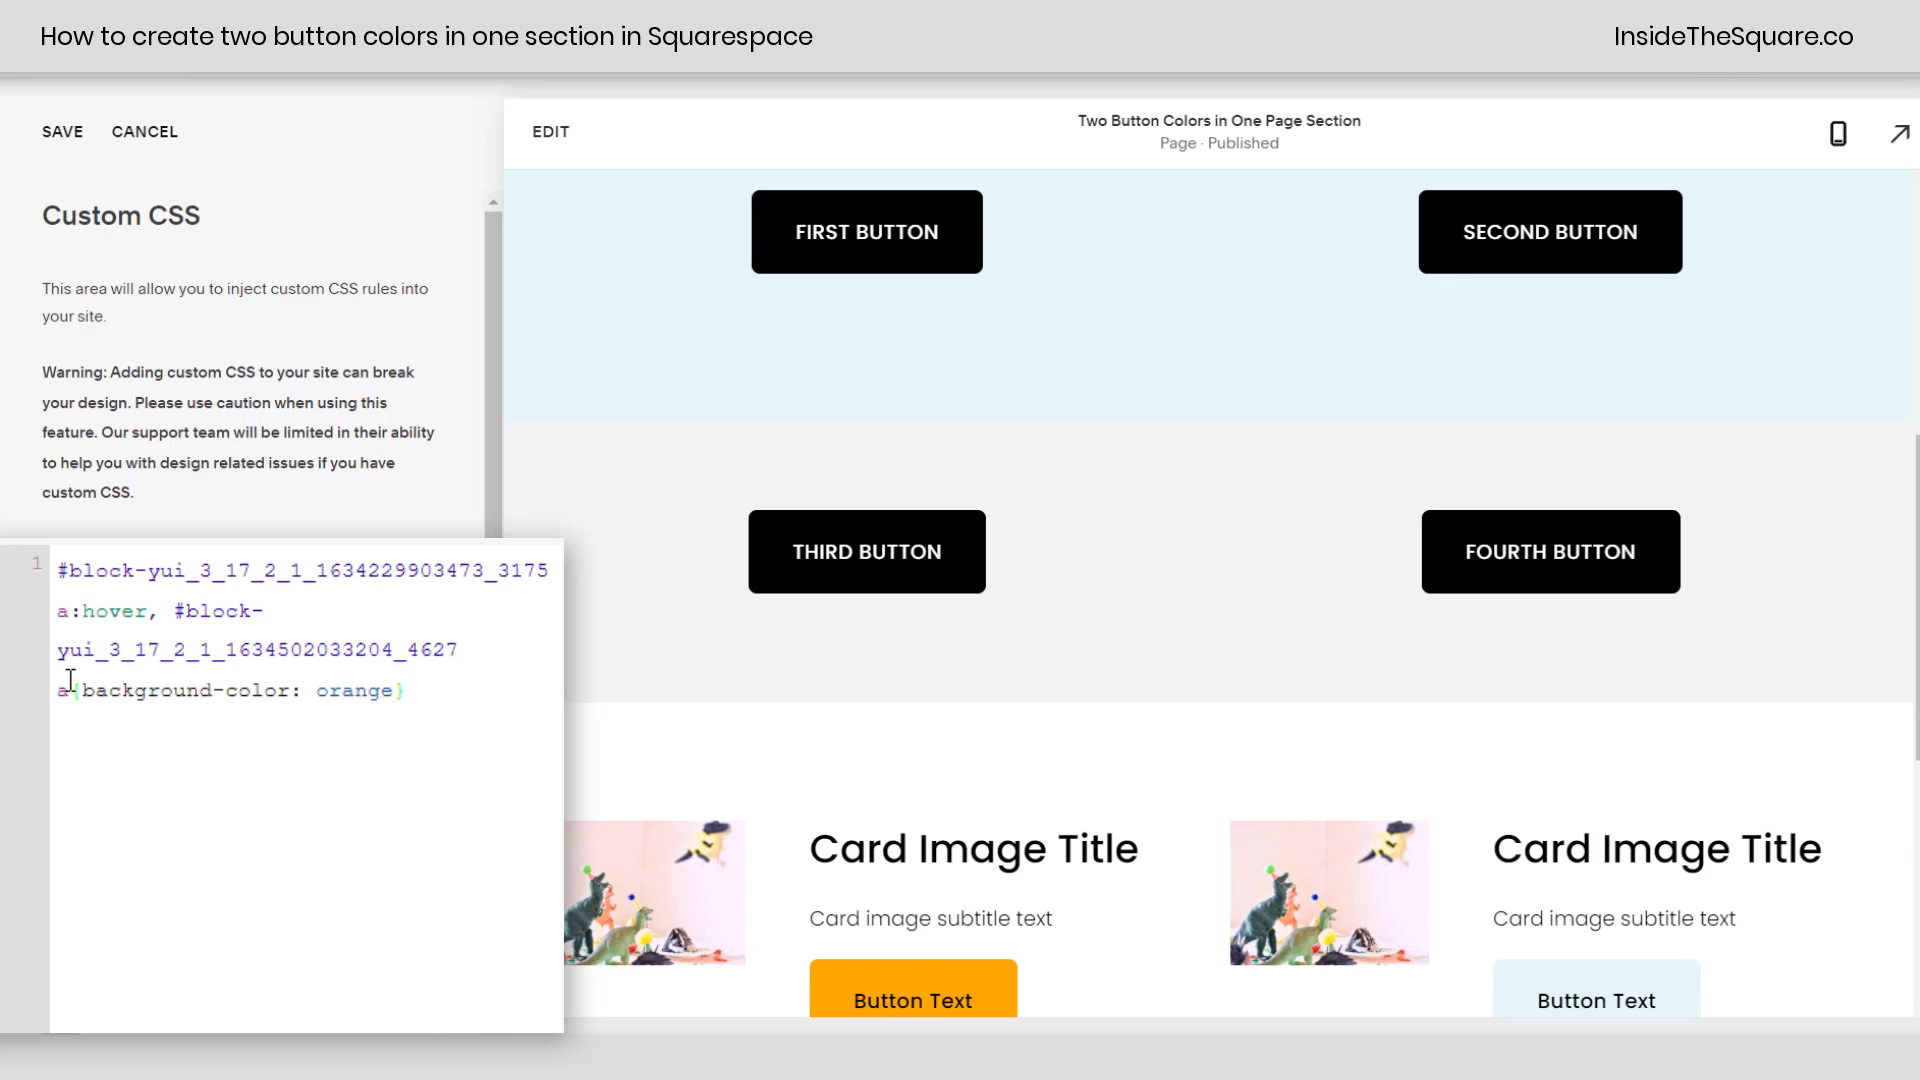 How to create two button colors in one section in Squarespace
InsideTheSquare.co
SAVE CANCEL
EDIT
Two Button Colors in One Page Section
Page · Published
Custom CSS
This area will allow you to inject custom CSS rules into
your site.
Warning: Adding custom CSS to your site can break
your design. Please use caution when using this
feature. Our support team will be limited in their ability
to help you with design related issues if you have
custom CSS.
1
#block-yui_3_17_2_1_1634229903473_3175
a:hover, #block-
yui_3_17_2_1_1634502033204_4627
a{background-color: orange}
FIRST BUTTON
SECOND BUTTON
THIRD BUTTON
FOURTH BUTTON
Card Image Title
Card image subtitle text
Button Text
Card Image Title
Card image subtitle text
Button Text